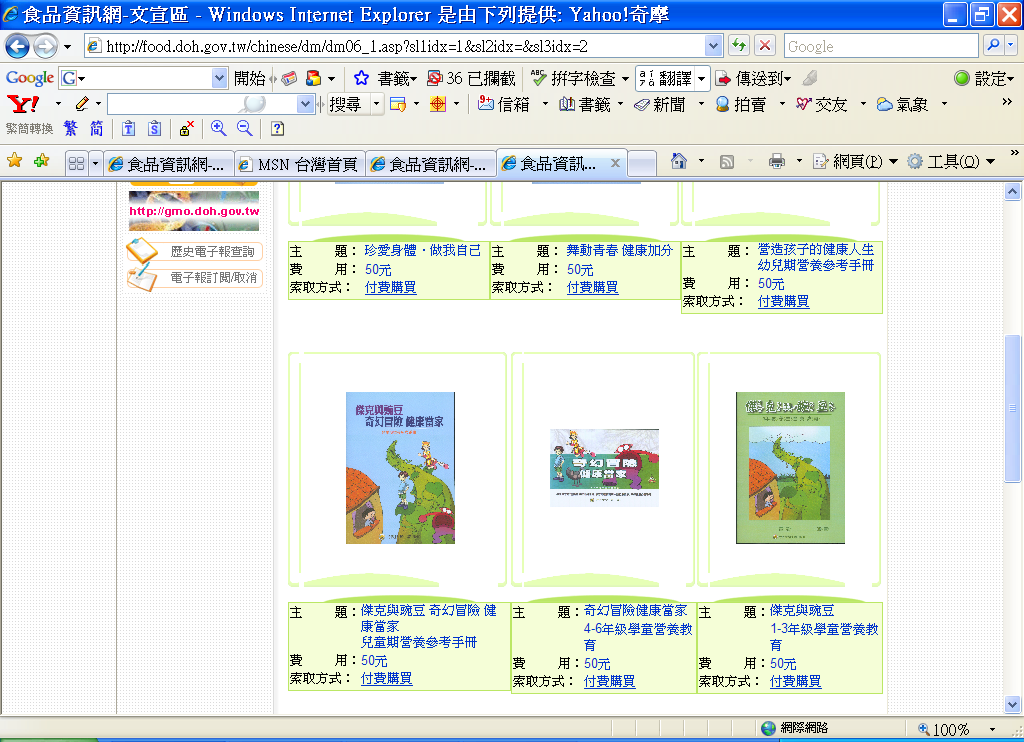 食品資訊網-文宣區 - Windows Internet Explorer 是由下列提供: Yahoo!奇摩
http://food.doh.gov.tw/chinese/dm/dm06_1.asp?sl1idx=1&sl2idx=&sl3idx=2
Google
Google G 開始 書籤 36 已攔截 ABC 拼字檢查 翻譯 傳送到 設定
Y! 搜尋 信箱 書籤 新聞 拍賣 交友 氣象 »
繁簡轉換 繁 簡 T S
食品資訊網-... MSN 台灣首頁 食品資訊網-... 食品資訊... 網頁(P) 工具(O) »
http://gmo.doh.gov.tw
歷史電子報查詢
電子報訂閱/取消
主 題： 珍愛身體‧做我自己
費 用： 50元
索取方式： 付費購買
主 題： 舞動青春 健康加分
費 用： 50元
索取方式： 付費購買
主 題： 營造孩子的健康人生
幼兒期營養參考手冊
費 用： 50元
索取方式： 付費購買
傑克與豌豆
奇幻冒險 健康當家
奇幻冒險
健康當家
主 題：傑克與豌豆 奇幻冒險 健
康當家
兒童期營養參考手冊
費 用：50元
索取方式： 付費購買
主 題：奇幻冒險健康當家
4-6年級學童營養教
育
費 用：50元
索取方式： 付費購買
主 題：傑克與豌豆
1-3年級學童營養教
育
費 用：50元
索取方式： 付費購買
網際網路 100%